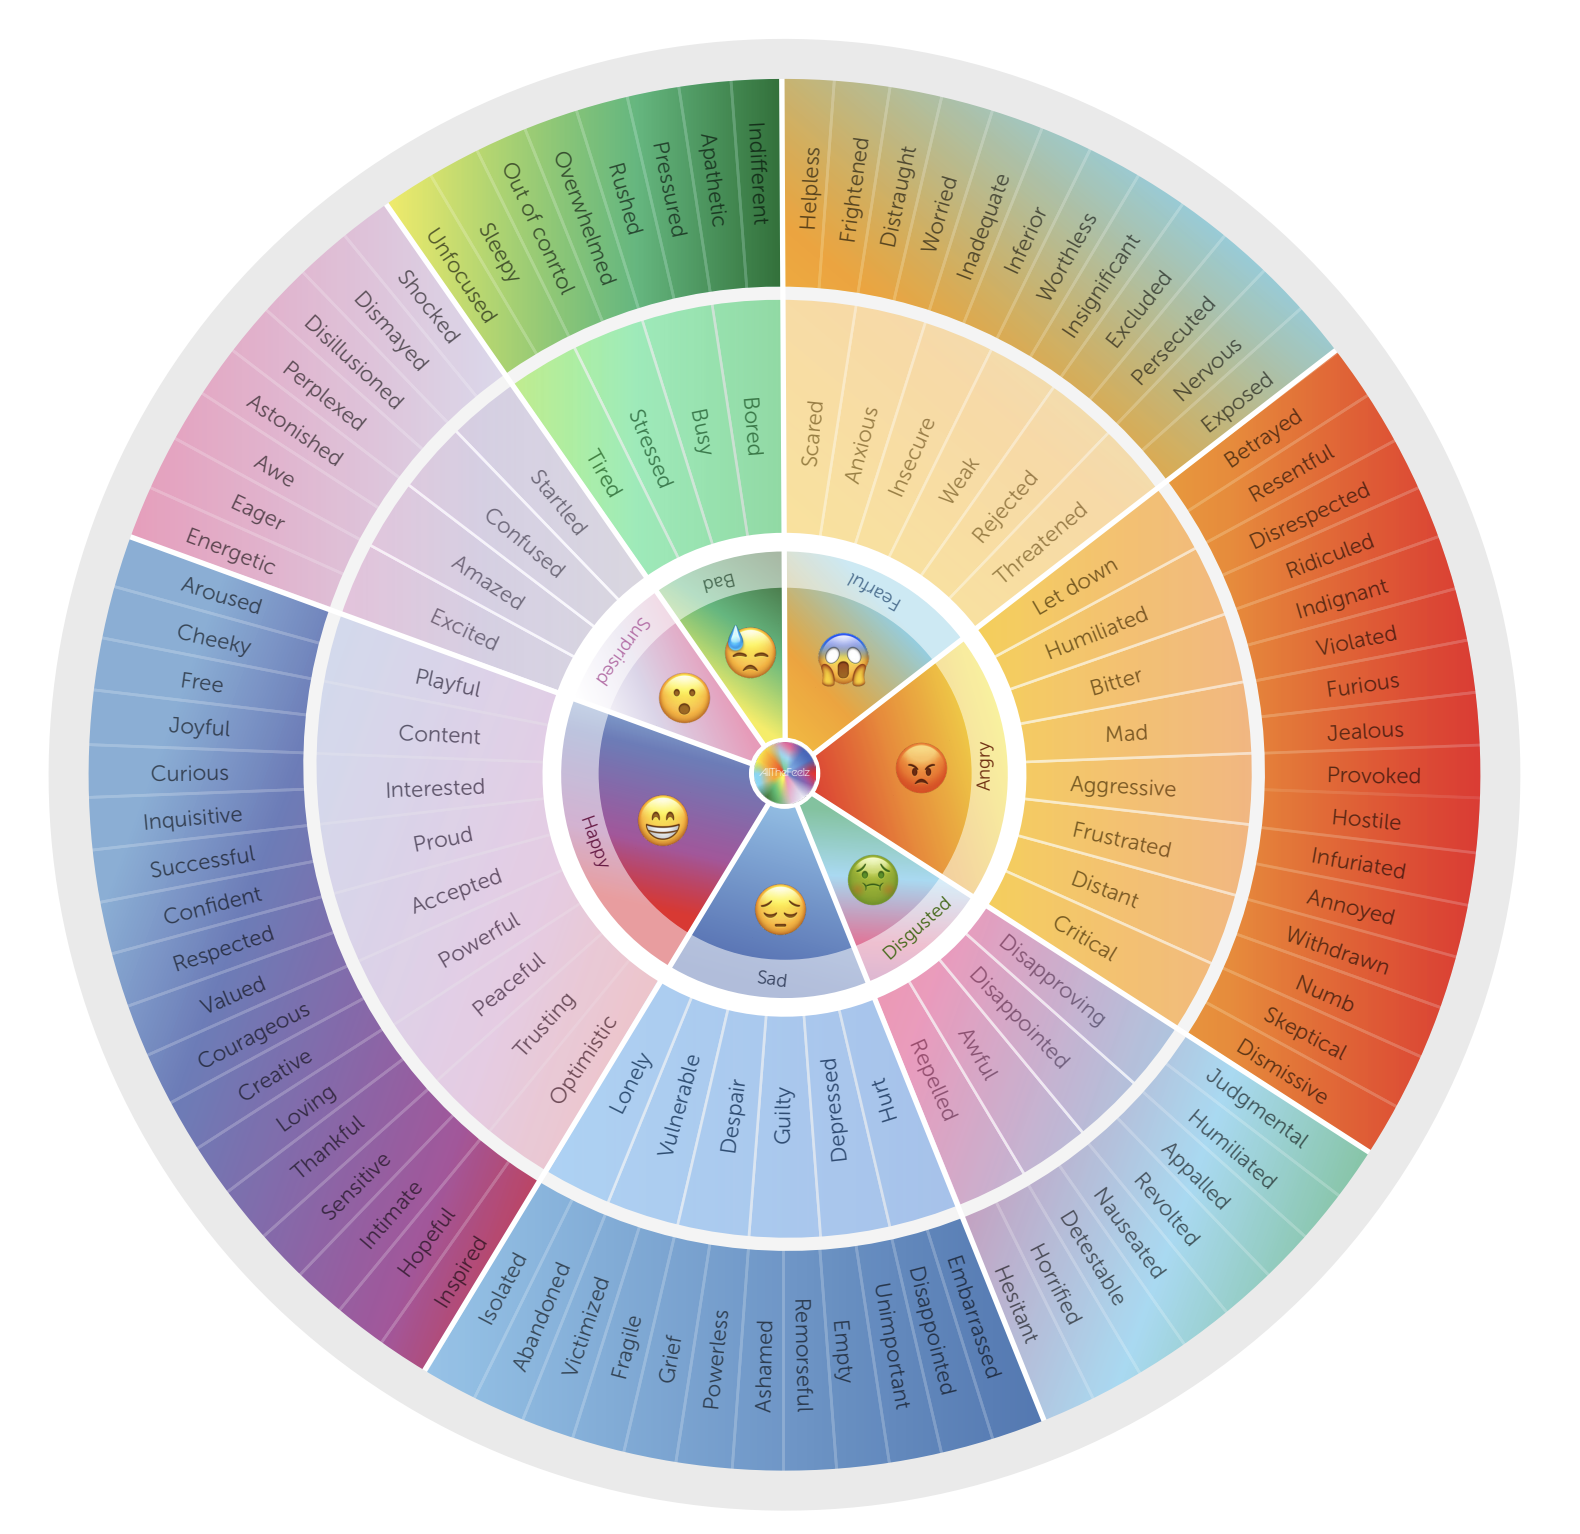 AllTheFeelz
Fearful
Angry
Disgusted
Sad
Happy
Surprised
Bad
Scared
Anxious
Insecure
Weak
Rejected
Threatened
Let down
Humiliated
Bitter
Mad
Aggressive
Frustrated
Distant
Critical
Disapproving
Disappointed
Awful
Repelled
Hurt
Depressed
Guilty
Despair
Vulnerable
Lonely
Optimistic
Trusting
Peaceful
Powerful
Accepted
Proud
Interested
Content
Playful
Excited
Amazed
Confused
Startled
Tired
Stressed
Busy
Bored
Helpless
Frightened
Distraught
Worried
Inadequate
Inferior
Worthless
Insignificant
Excluded
Persecuted
Nervous
Exposed
Betrayed
Resentful
Disrespected
Ridiculed
Indignant
Violated
Furious
Jealous
Provoked
Hostile
Infuriated
Annoyed
Withdrawn
Numb
Skeptical
Dismissive
Judgmental
Humiliated
Appalled
Revolted
Nauseated
Detestable
Horrified
Hesitant
Embarrassed
Disappointed
Unimportant
Empty
Remorseful
Ashamed
Powerless
Grief
Fragile
Victimized
Abandoned
Isolated
Inspired
Hopeful
Intimate
Sensitive
Thankful
Loving
Creative
Courageous
Valued
Respected
Confident
Successful
Inquisitive
Curious
Joyful
Free
Cheeky
Aroused
Energetic
Eager
Awe
Astonished
Perplexed
Disillusioned
Dismayed
Shocked
Unfocused
Sleepy
Out of conrtol
Overwhelmed
Rushed
Pressured
Apathetic
Indifferent